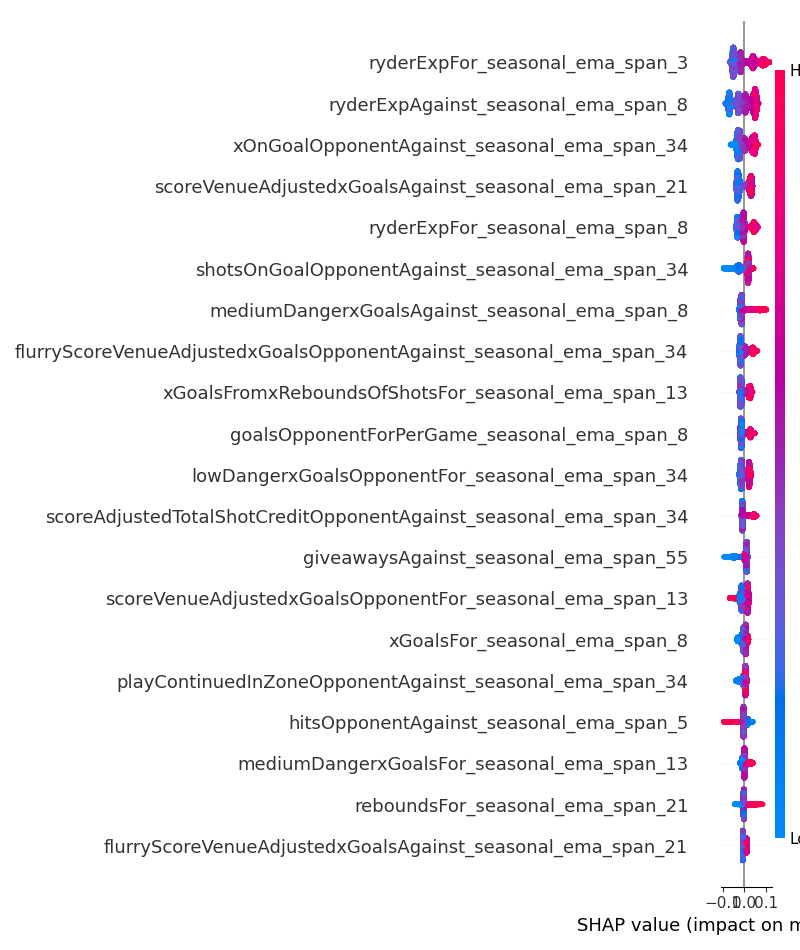 ryderExpFor_seasonal_ema_span_3
ryderExpAgainst_seasonal_ema_span_8
xOnGoalOpponentAgainst_seasonal_ema_span_34
scoreVenueAdjustedxGoalsAgainst_seasonal_ema_span_21
ryderExpFor_seasonal_ema_span_8
shotsOnGoalOpponentAgainst_seasonal_ema_span_34
mediumDangerxGoalsAgainst_seasonal_ema_span_8
flurryScoreVenueAdjustedxGoalsOpponentAgainst_seasonal_ema_span_34
xGoalsFromxReboundsOfShotsFor_seasonal_ema_span_13
goalsOpponentForPerGame_seasonal_ema_span_8
lowDangerxGoalsOpponentFor_seasonal_ema_span_34
scoreAdjustedTotalShotCreditOpponentAgainst_seasonal_ema_span_34
giveawaysAgainst_seasonal_ema_span_55
scoreVenueAdjustedxGoalsOpponentFor_seasonal_ema_span_13
xGoalsFor_seasonal_ema_span_8
playContinuedInZoneOpponentAgainst_seasonal_ema_span_34
hitsOpponentAgainst_seasonal_ema_span_5
mediumDangerxGoalsFor_seasonal_ema_span_13
reboundsFor_seasonal_ema_span_21
flurryScoreVenueAdjustedxGoalsAgainst_seasonal_ema_span_21
−0.1 0.0 0.1
SHAP value (impact on m